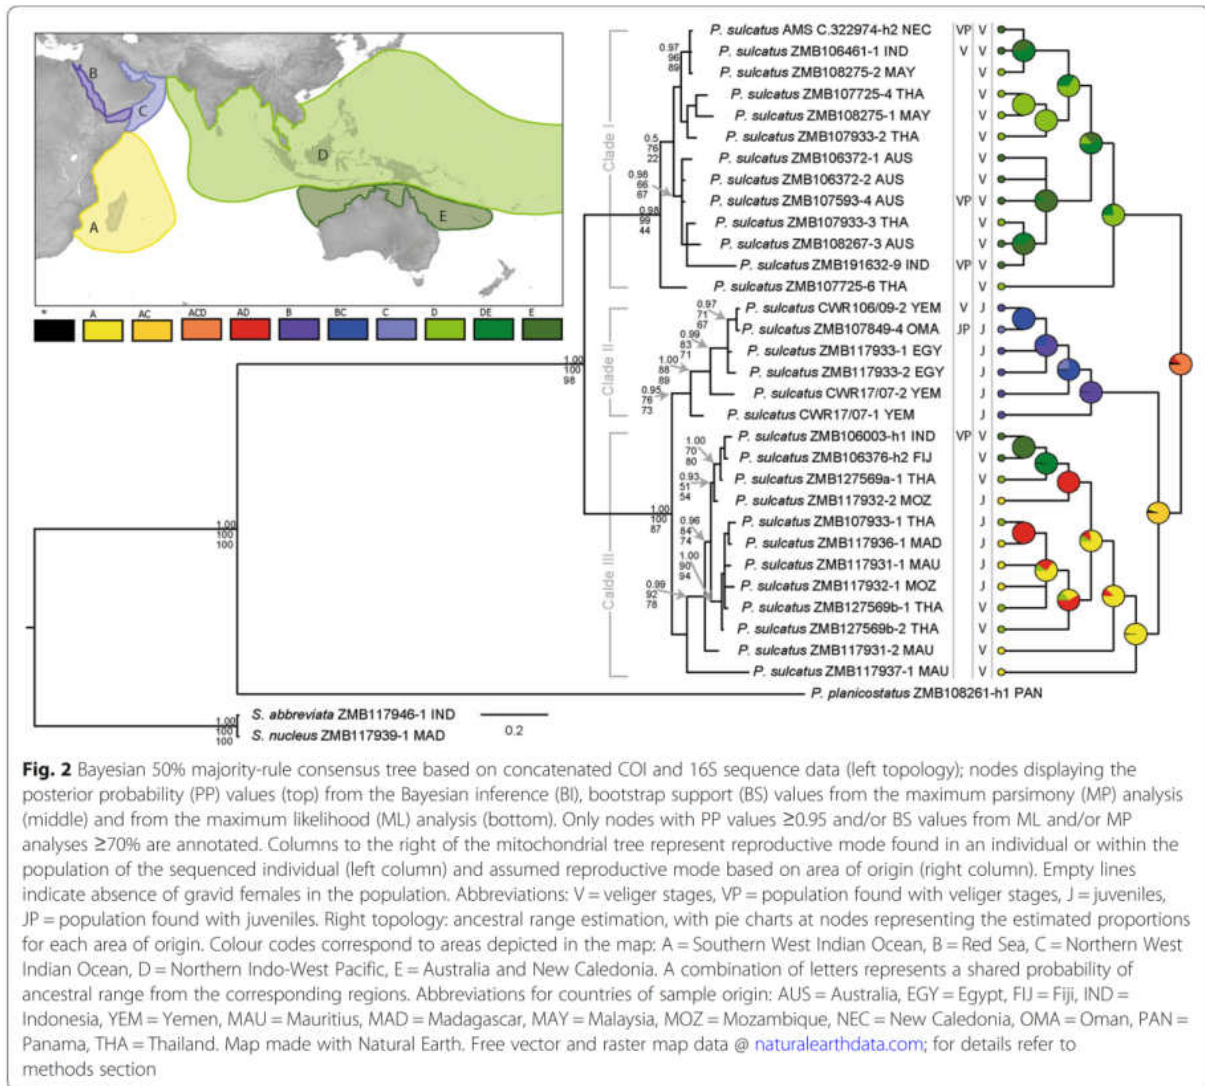 B
C
D
A
E
* A AC ACD AD B BC C D DE E
Clade I
P. sulcatus AMS C.322974-h2 NEC VP V
P. sulcatus ZMB106461-1 IND V V
P. sulcatus ZMB108275-2 MAY V
P. sulcatus ZMB107725-4 THA V
P. sulcatus ZMB108275-1 MAY V
P. sulcatus ZMB107933-2 THA V
P. sulcatus ZMB106372-1 AUS V
P. sulcatus ZMB106372-2 AUS V
P. sulcatus ZMB107593-4 AUS VP V
P. sulcatus ZMB107933-3 THA V
P. sulcatus ZMB108267-3 AUS V
P. sulcatus ZMB191632-9 IND VP V
P. sulcatus ZMB107725-6 THA V
0.97
96
89
0.5
76
22
0.98
66
67
0.98
99
44
Clade II
P. sulcatus CWR106/09-2 YEM V J
P. sulcatus ZMB107849-4 OMA JP J
P. sulcatus ZMB117933-1 EGY J
P. sulcatus ZMB117933-2 EGY J
P. sulcatus CWR17/07-2 YEM J
P. sulcatus CWR17/07-1 YEM J
0.97
71
67
0.99
83
71
1.00
88
89
0.95
76
73
1.00
100
98
Calde III
P. sulcatus ZMB106003-h1 IND VP V
P. sulcatus ZMB106376-h2 FIJ V
P. sulcatus ZMB127569a-1 THA V
P. sulcatus ZMB117932-2 MOZ J
P. sulcatus ZMB107933-1 THA J
P. sulcatus ZMB117936-1 MAD J
P. sulcatus ZMB117931-1 MAU J
P. sulcatus ZMB117932-1 MOZ J
P. sulcatus ZMB127569b-1 THA V
P. sulcatus ZMB127569b-2 THA V
P. sulcatus ZMB117931-2 MAU V
P. sulcatus ZMB117937-1 MAU V
1.00
70
80
0.93
51
54
1.00
100
87
0.96
84
74
1.00
90
94
0.99
92
78
1.00
100
100
P. planicostatus ZMB108261-h1 PAN
1.00
100
100
S. abbreviata ZMB117946-1 IND
S. nucleus ZMB117939-1 MAD
0.2
Fig. 2 Bayesian 50% majority-rule consensus tree based on concatenated COI and 16S sequence data (left topology); nodes displaying the
posterior probability (PP) values (top) from the Bayesian inference (BI), bootstrap support (BS) values from the maximum parsimony (MP) analysis
(middle) and from the maximum likelihood (ML) analysis (bottom). Only nodes with PP values ≥0.95 and/or BS values from ML and/or MP
analyses ≥70% are annotated. Columns to the right of the mitochondrial tree represent reproductive mode found in an individual or within the
population of the sequenced individual (left column) and assumed reproductive mode based on area of origin (right column). Empty lines
indicate absence of gravid females in the population. Abbreviations: V = veliger stages, VP = population found with veliger stages, J = juveniles,
JP = population found with juveniles. Right topology: ancestral range estimation, with pie charts at nodes representing the estimated proportions
for each area of origin. Colour codes correspond to areas depicted in the map: A = Southern West Indian Ocean, B = Red Sea, C = Northern West
Indian Ocean, D = Northern Indo-West Pacific, E = Australia and New Caledonia. A combination of letters represents a shared probability of
ancestral range from the corresponding regions. Abbreviations for countries of sample origin: AUS = Australia, EGY = Egypt, FIJ = Fiji, IND =
Indonesia, YEM = Yemen, MAU = Mauritius, MAD = Madagascar, MAY = Malaysia, MOZ = Mozambique, NEC = New Caledonia, OMA = Oman, PAN =
Panama, THA = Thailand. Map made with Natural Earth. Free vector and raster map data @ naturalearthdata.com; for details refer to
methods section